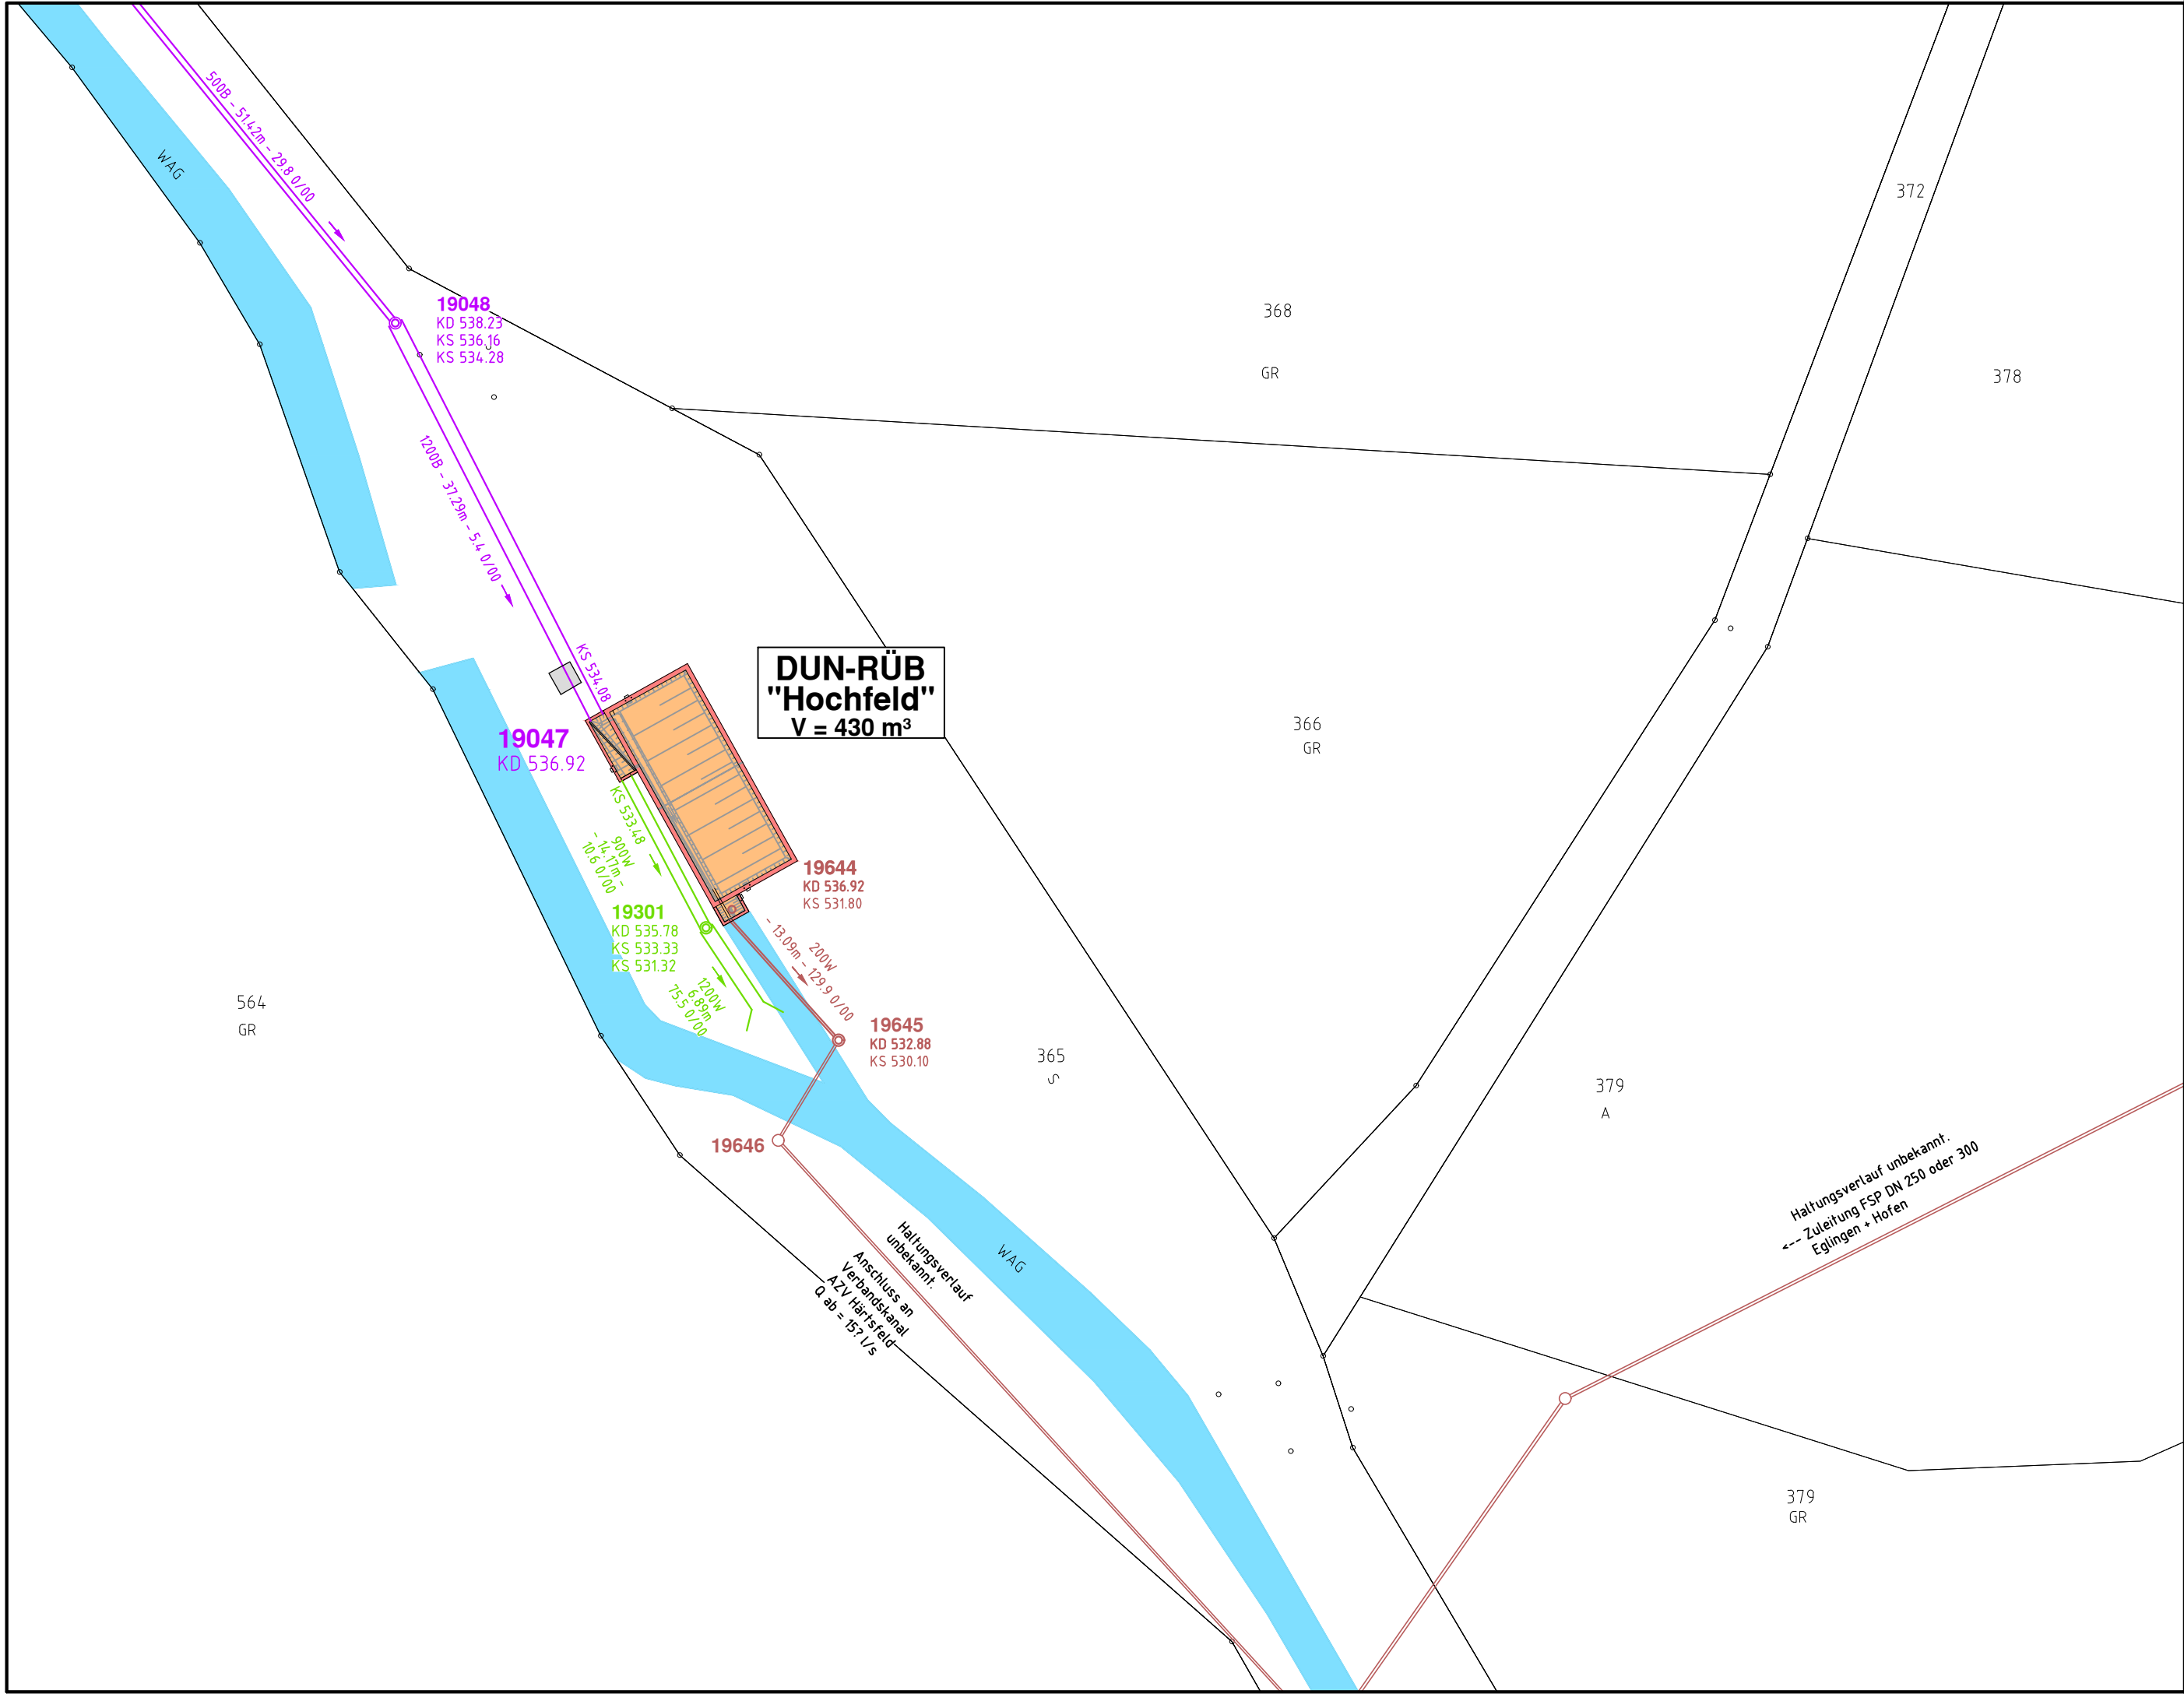 500B - 51.42m - 29.8 0/00
WAG
372
19048
KD 538.23
KS 536.16
KS 534.28
368
GR
378
1200B - 37.29m - 5.4 0/00
KS 534.08
DUN-RÜB
"Hochfeld"
V = 430 m³
19047
KD 536.92
366
GR
KS 533.48
900W
- 14.17m -
10.6 0/00
19644
KD 536.92
KS 531.80
19301
KD 535.78
KS 533.33
KS 531.32
200W
- 13.09m - 129.9 0/00
1200W
6.89m
75.5 0/00
564
GR
19645
KD 532.88
KS 530.10
365
S
379
A
19646
Haltungsverlauf unbekannt.
<-- Zuleitung FSP DN 250 oder 300
Eglingen + Hofen
Haltungsverlauf
unbekannt.
WAG
Anschluss an
Verbandskanal
AZV Härtsfeld
Q ab = 15? l/s
379
GR